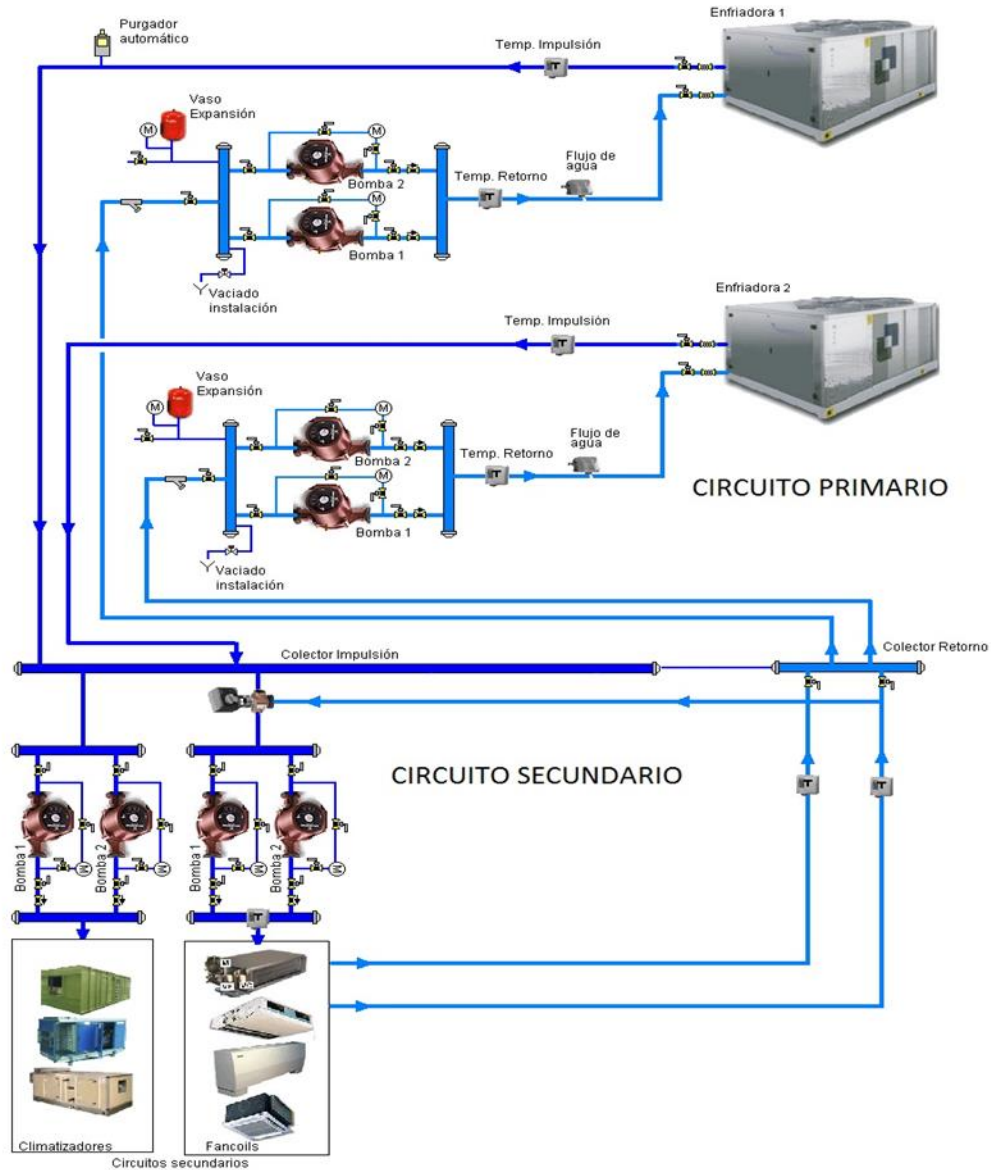 Purgador
automático
Enfriadora 1
Temp. Impulsión
T
Vaso
Expansión
M
M
Bomba 2
Temp. Retorno
Flujo de
agua
T
M
Bomba 1
Vaciado
instalación
Enfriadora 2
Temp. Impulsión
T
Vaso
Expansión
M
M
Bomba 2
Temp. Retorno
Flujo de
agua
T
M
Bomba 1
CIRCUITO PRIMARIO
Vaciado
instalación
Colector Impulsión
Colector Retorno
CIRCUITO SECUNDARIO
T
T
Bomba 1
Bomba 2
M
M
Bomba 1
Bomba 2
M
M
T
Climatizadores
Fancoils
Circuitos secundarios